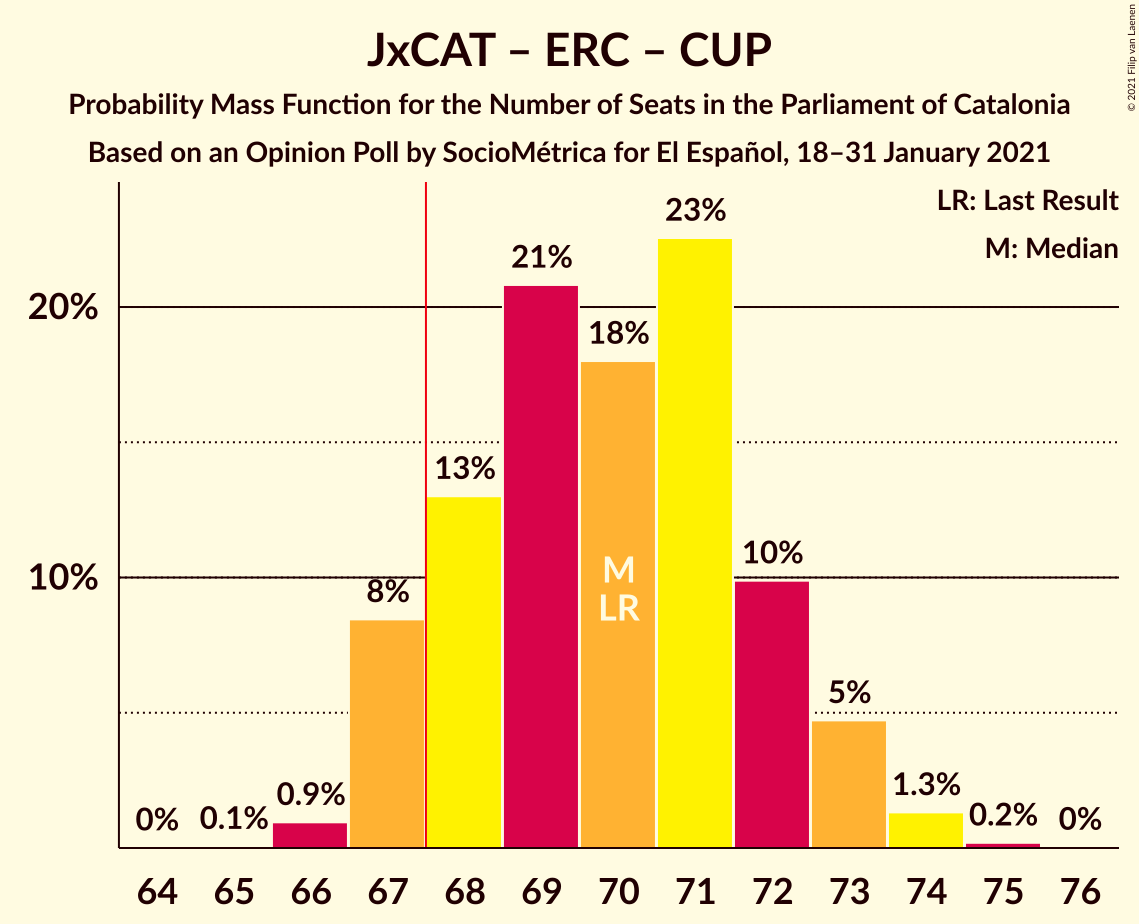 JxCAT – ERC – CUP
Probability Mass Function for the Number of Seats in the Parliament of Catalonia
Based on an Opinion Poll by SocioMétrica for El Español, 18–31 January 2021
© 2021 Filip van Laenen
LR: Last Result
M: Median
20%
10%
0%
0.1%
0.9%
8%
13%
21%
18%
23%
10%
5%
1.3%
0.2%
0%
M
LR
64 65 66 67 68 69 70 71 72 73 74 75 76